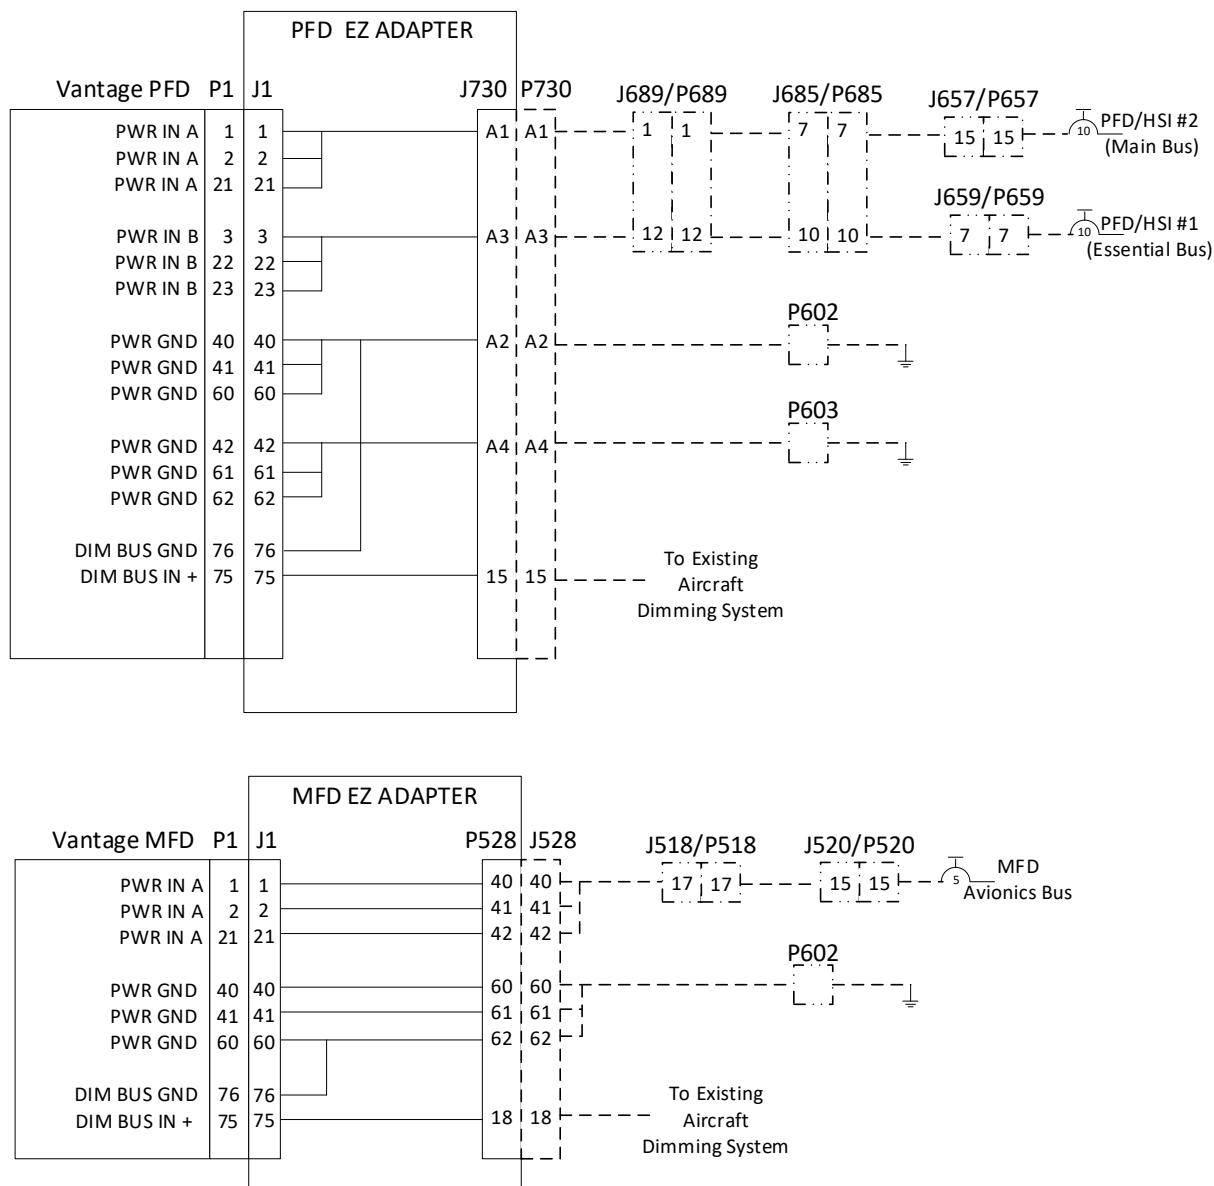 PFD EZ ADAPTER
Vantage PFD P1 J1 J730 P730 J689/P689 J685/P685 J657/P657
PWR IN A 1 1 A1 A1 1 1 7 7 15 15 10 PFD/HSI #2
(Main Bus)
PWR IN A 2 2
PWR IN A 21 21
J659/P659
PWR IN B 3 3 A3 A3 12 12 10 10 7 7 10 PFD/HSI #1
(Essential Bus)
PWR IN B 22 22
PWR IN B 23 23
P602
PWR GND 40 40 A2 A2
PWR GND 41 41
PWR GND 60 60
P603
PWR GND 42 42 A4 A4
PWR GND 61 61
PWR GND 62 62
DIM BUS GND 76 76
DIM BUS IN + 75 75 15 15
To Existing
Aircraft
Dimming System
MFD EZ ADAPTER
Vantage MFD P1 J1 P528 J528 J518/P518 J520/P520
PWR IN A 1 1 40 40 17 17 15 15 5 MFD
Avionics Bus
PWR IN A 2 2 41 41
PWR IN A 21 21 42 42
P602
PWR GND 40 40 60 60
PWR GND 41 41 61 61
PWR GND 60 60 62 62
DIM BUS GND 76 76
DIM BUS IN + 75 75 18 18
To Existing
Aircraft
Dimming System